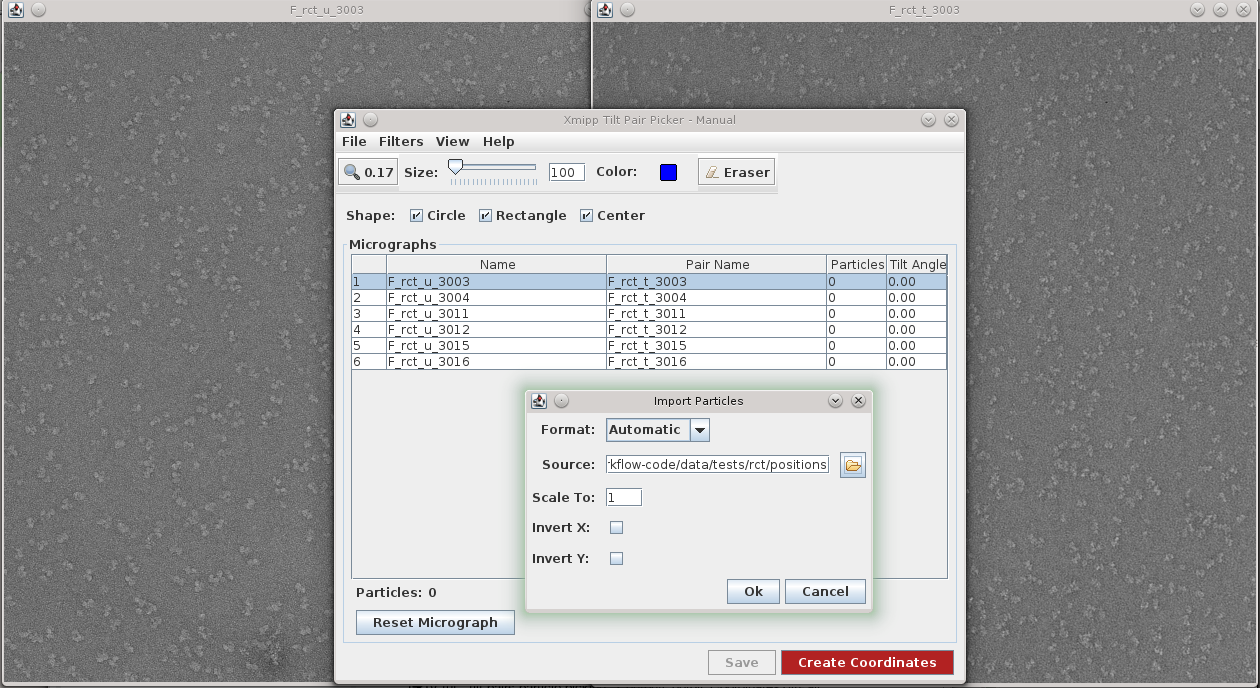 F_rct_u_3003
F_rct_t_3003
Xmipp Tilt Pair Picker - Manual
File Filters View Help
0.17 Size: 100 Color: Eraser
Shape: Circle Rectangle Center
Micrographs
Name Pair Name Particles Tilt Angle
1 F_rct_u_3003 F_rct_t_3003 0 0.00
2 F_rct_u_3004 F_rct_t_3004 0 0.00
3 F_rct_u_3011 F_rct_t_3011 0 0.00
4 F_rct_u_3012 F_rct_t_3012 0 0.00
5 F_rct_u_3015 F_rct_t_3015 0 0.00
6 F_rct_u_3016 F_rct_t_3016 0 0.00
Import Particles
Format: Automatic
Source: kflow-code/data/tests/rct/positions
Scale To: 1
Invert X:
Invert Y:
Ok Cancel
Particles: 0
Reset Micrograph
Save Create Coordinates